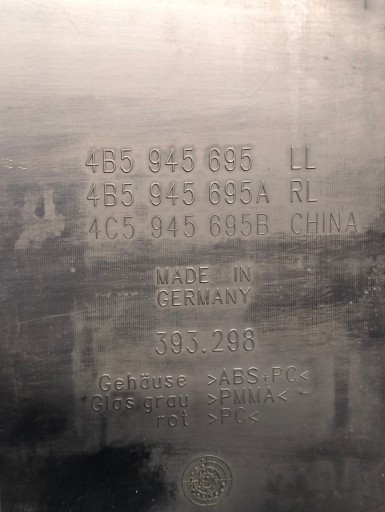 4B5 945 695 LL
4B5 945 695A RL
4C5 945 695B CHINA
MADE IN
GERMANY
393.298
Gehäuse >ABS+PC<
Glas grau >PMMA<
rot >PC<